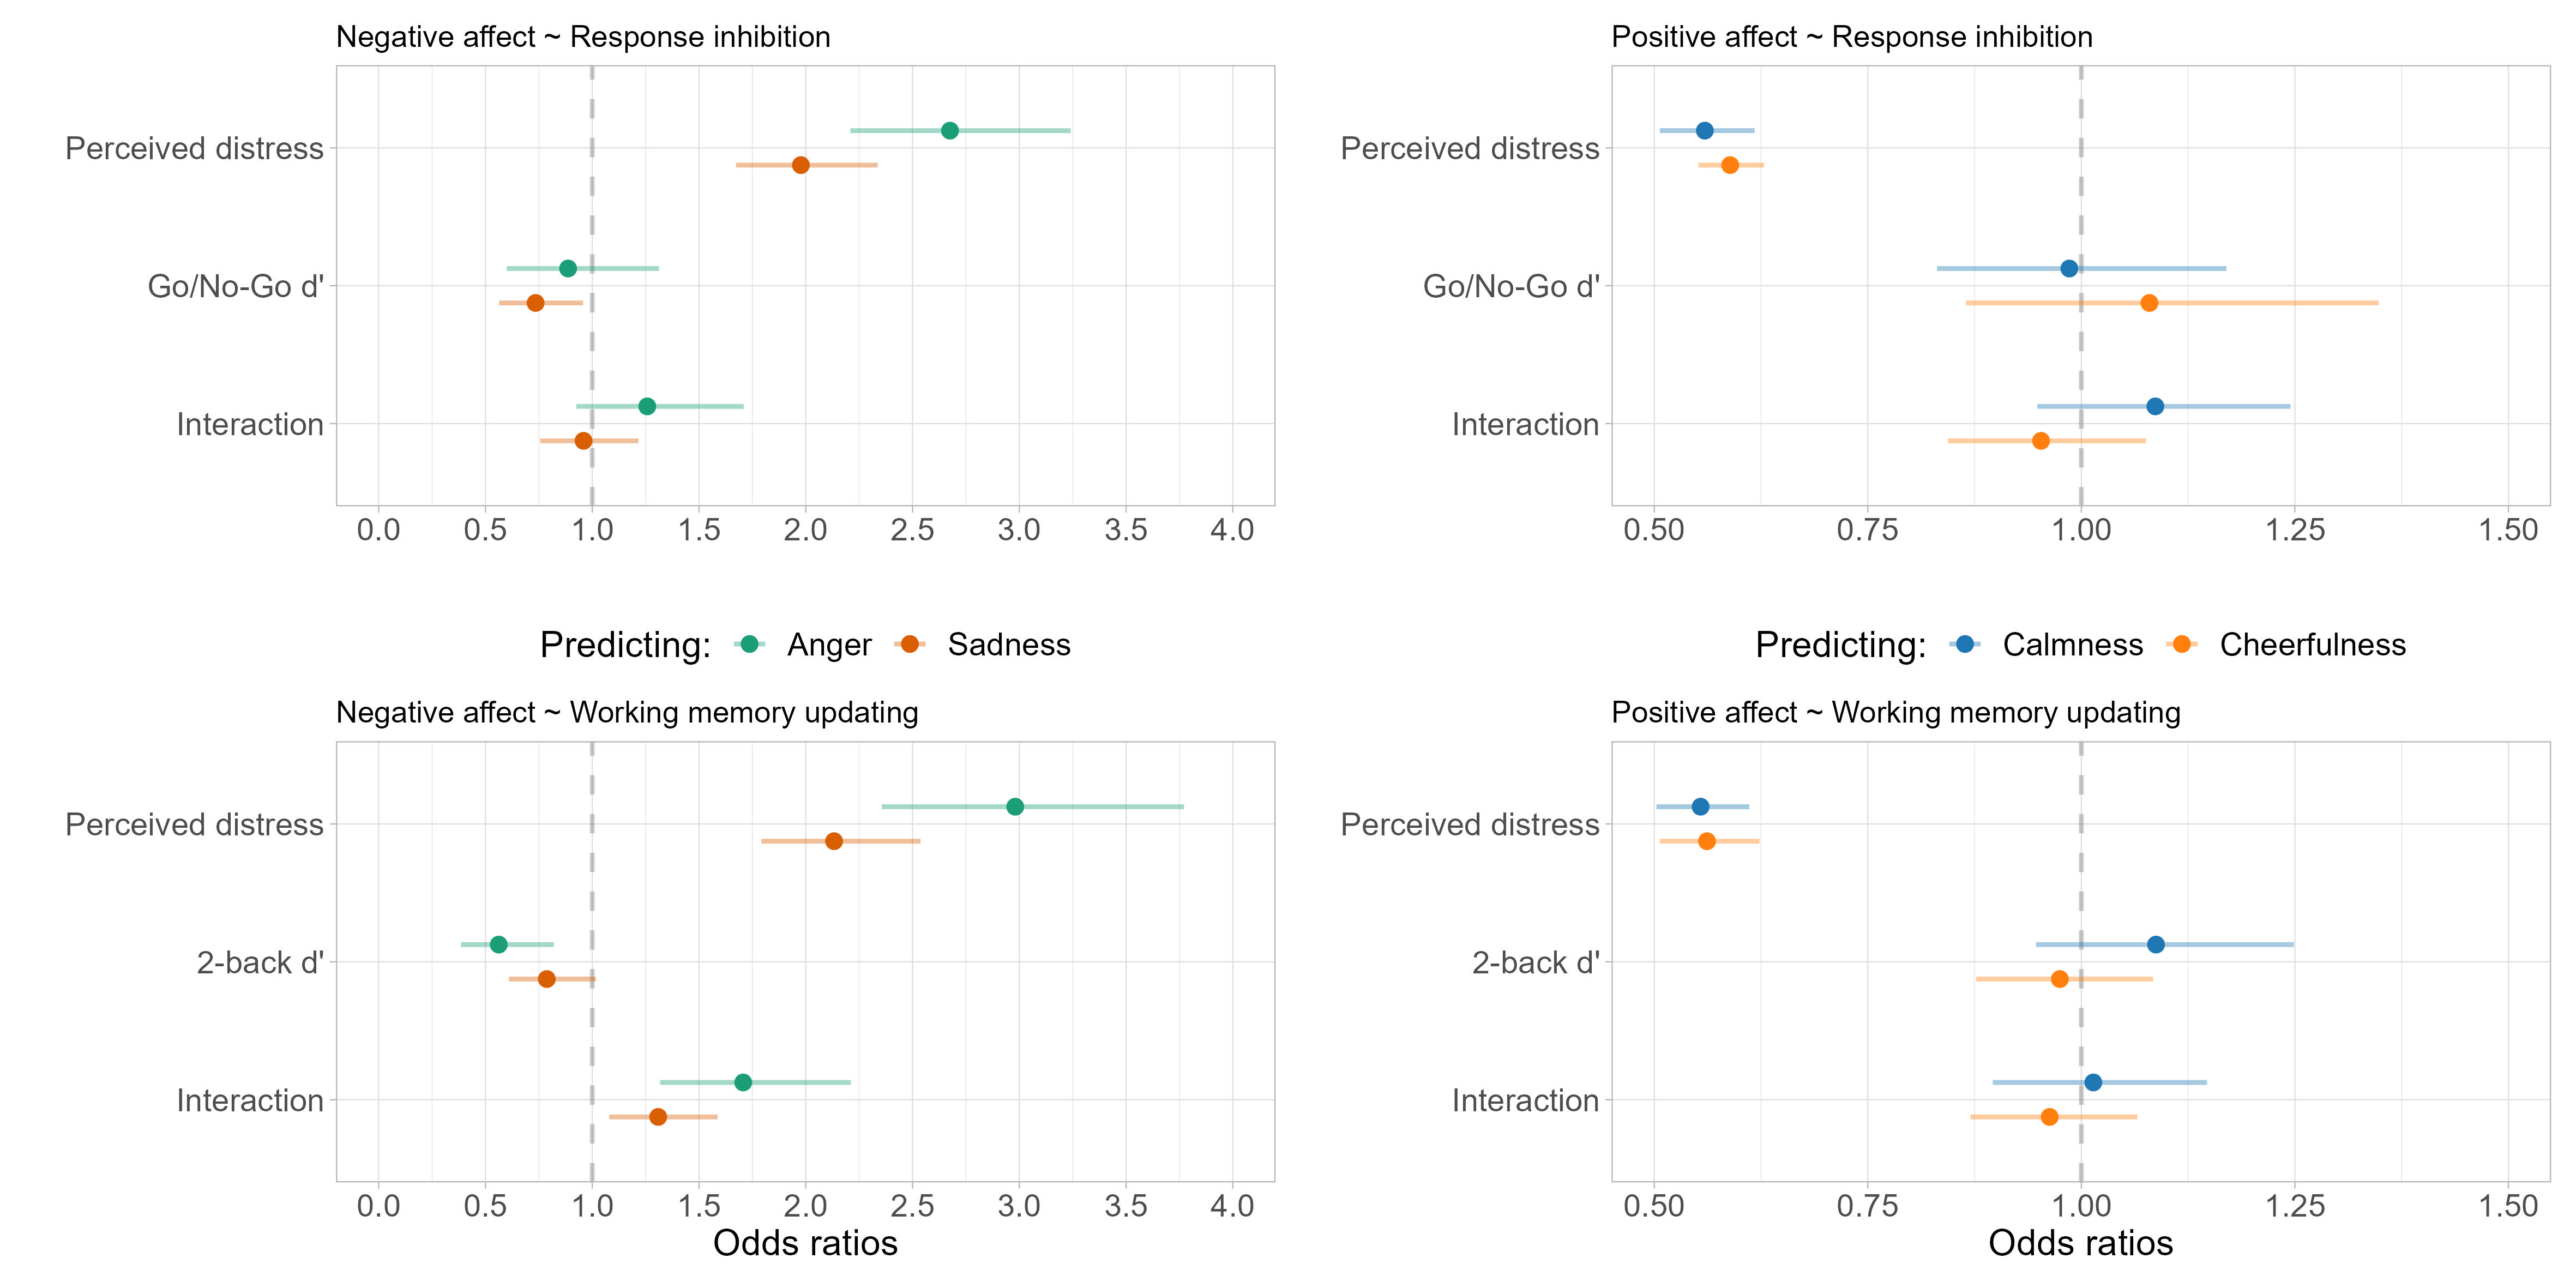 Negative affect ~ Response inhibition
Perceived distress
Go/No-Go d'
Interaction
0.0 0.5 1.0 1.5 2.0 2.5 3.0 3.5 4.0
Predicting: Anger Sadness
Positive affect ~ Response inhibition
Perceived distress
Go/No-Go d'
Interaction
0.50 0.75 1.00 1.25 1.50
Predicting: Calmness Cheerfulness
Negative affect ~ Working memory updating
Perceived distress
2-back d'
Interaction
0.0 0.5 1.0 1.5 2.0 2.5 3.0 3.5 4.0
Odds ratios
Positive affect ~ Working memory updating
Perceived distress
2-back d'
Interaction
0.50 0.75 1.00 1.25 1.50
Odds ratios